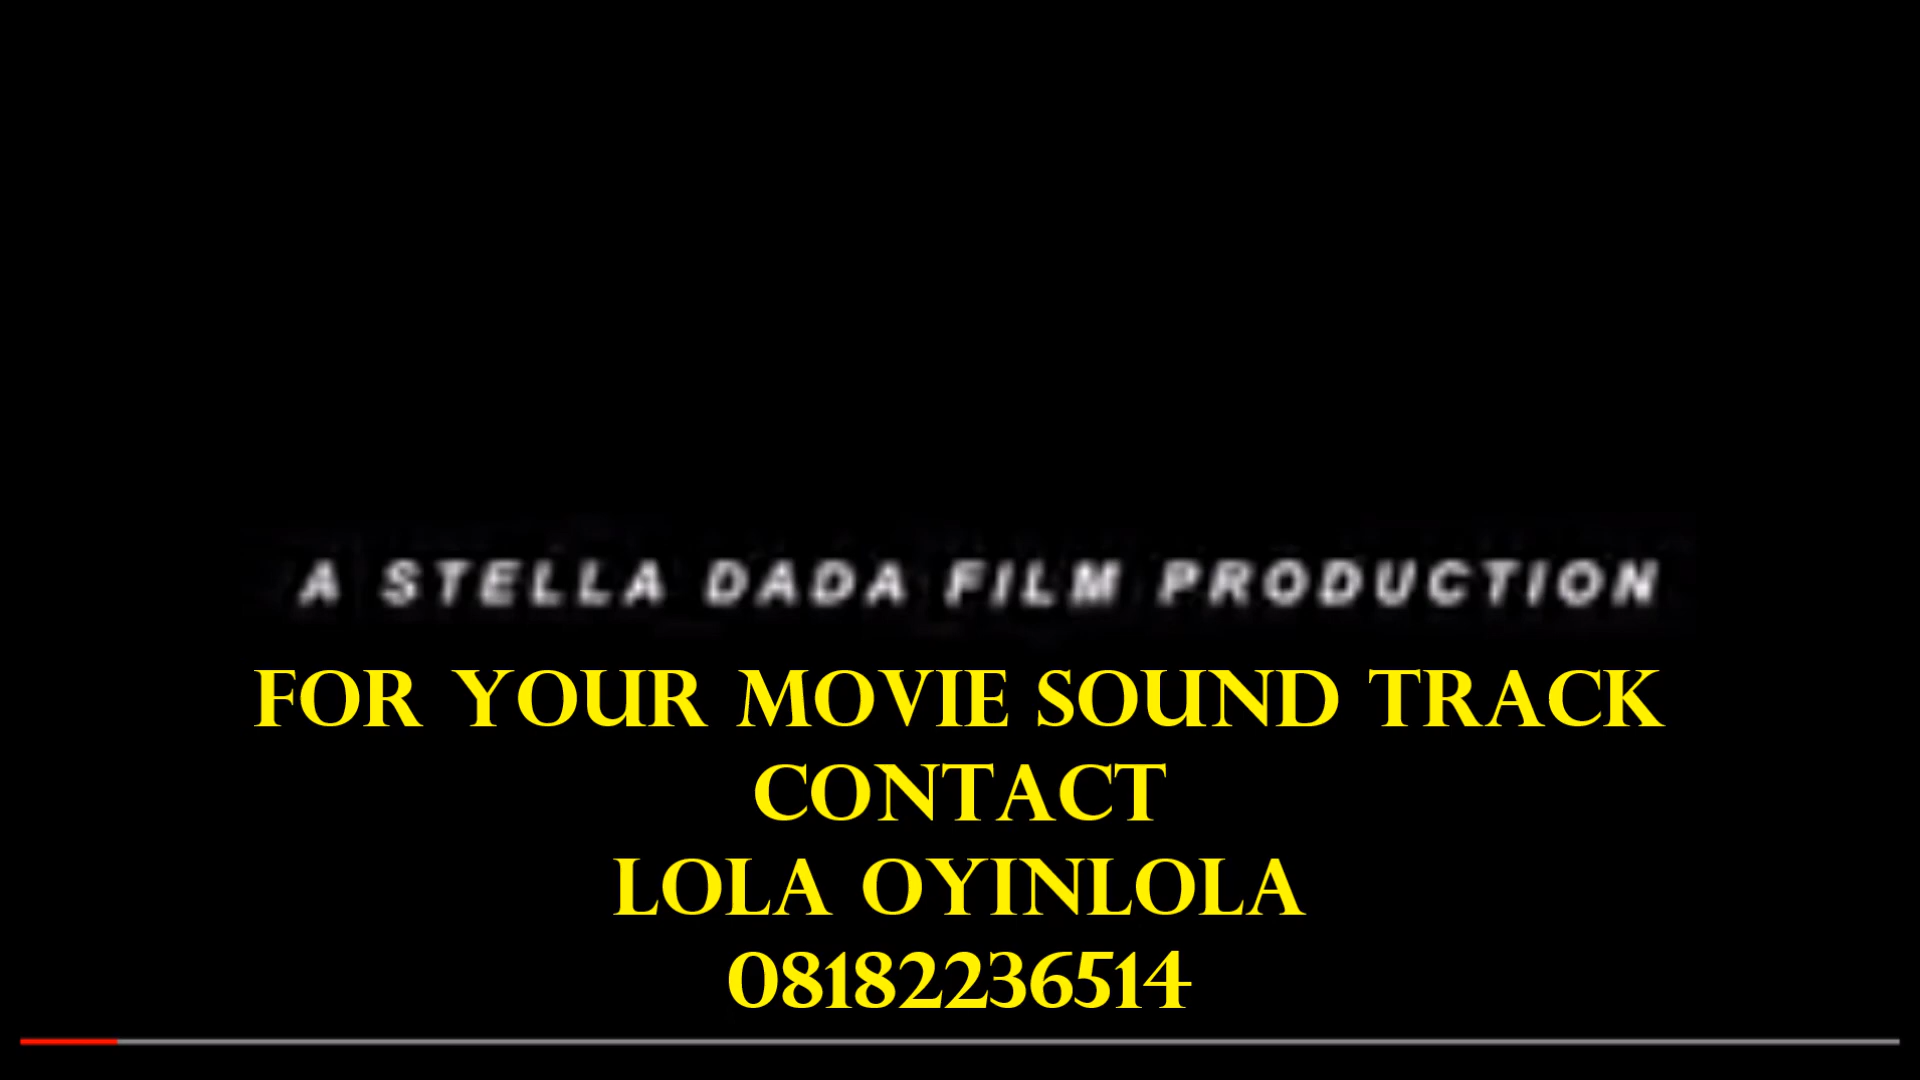 A STELLA DADA FILM PRODUCTION
FOR YOUR MOVIE SOUND TRACK
CONTACT
LOLA OYINLOLA
08182236514